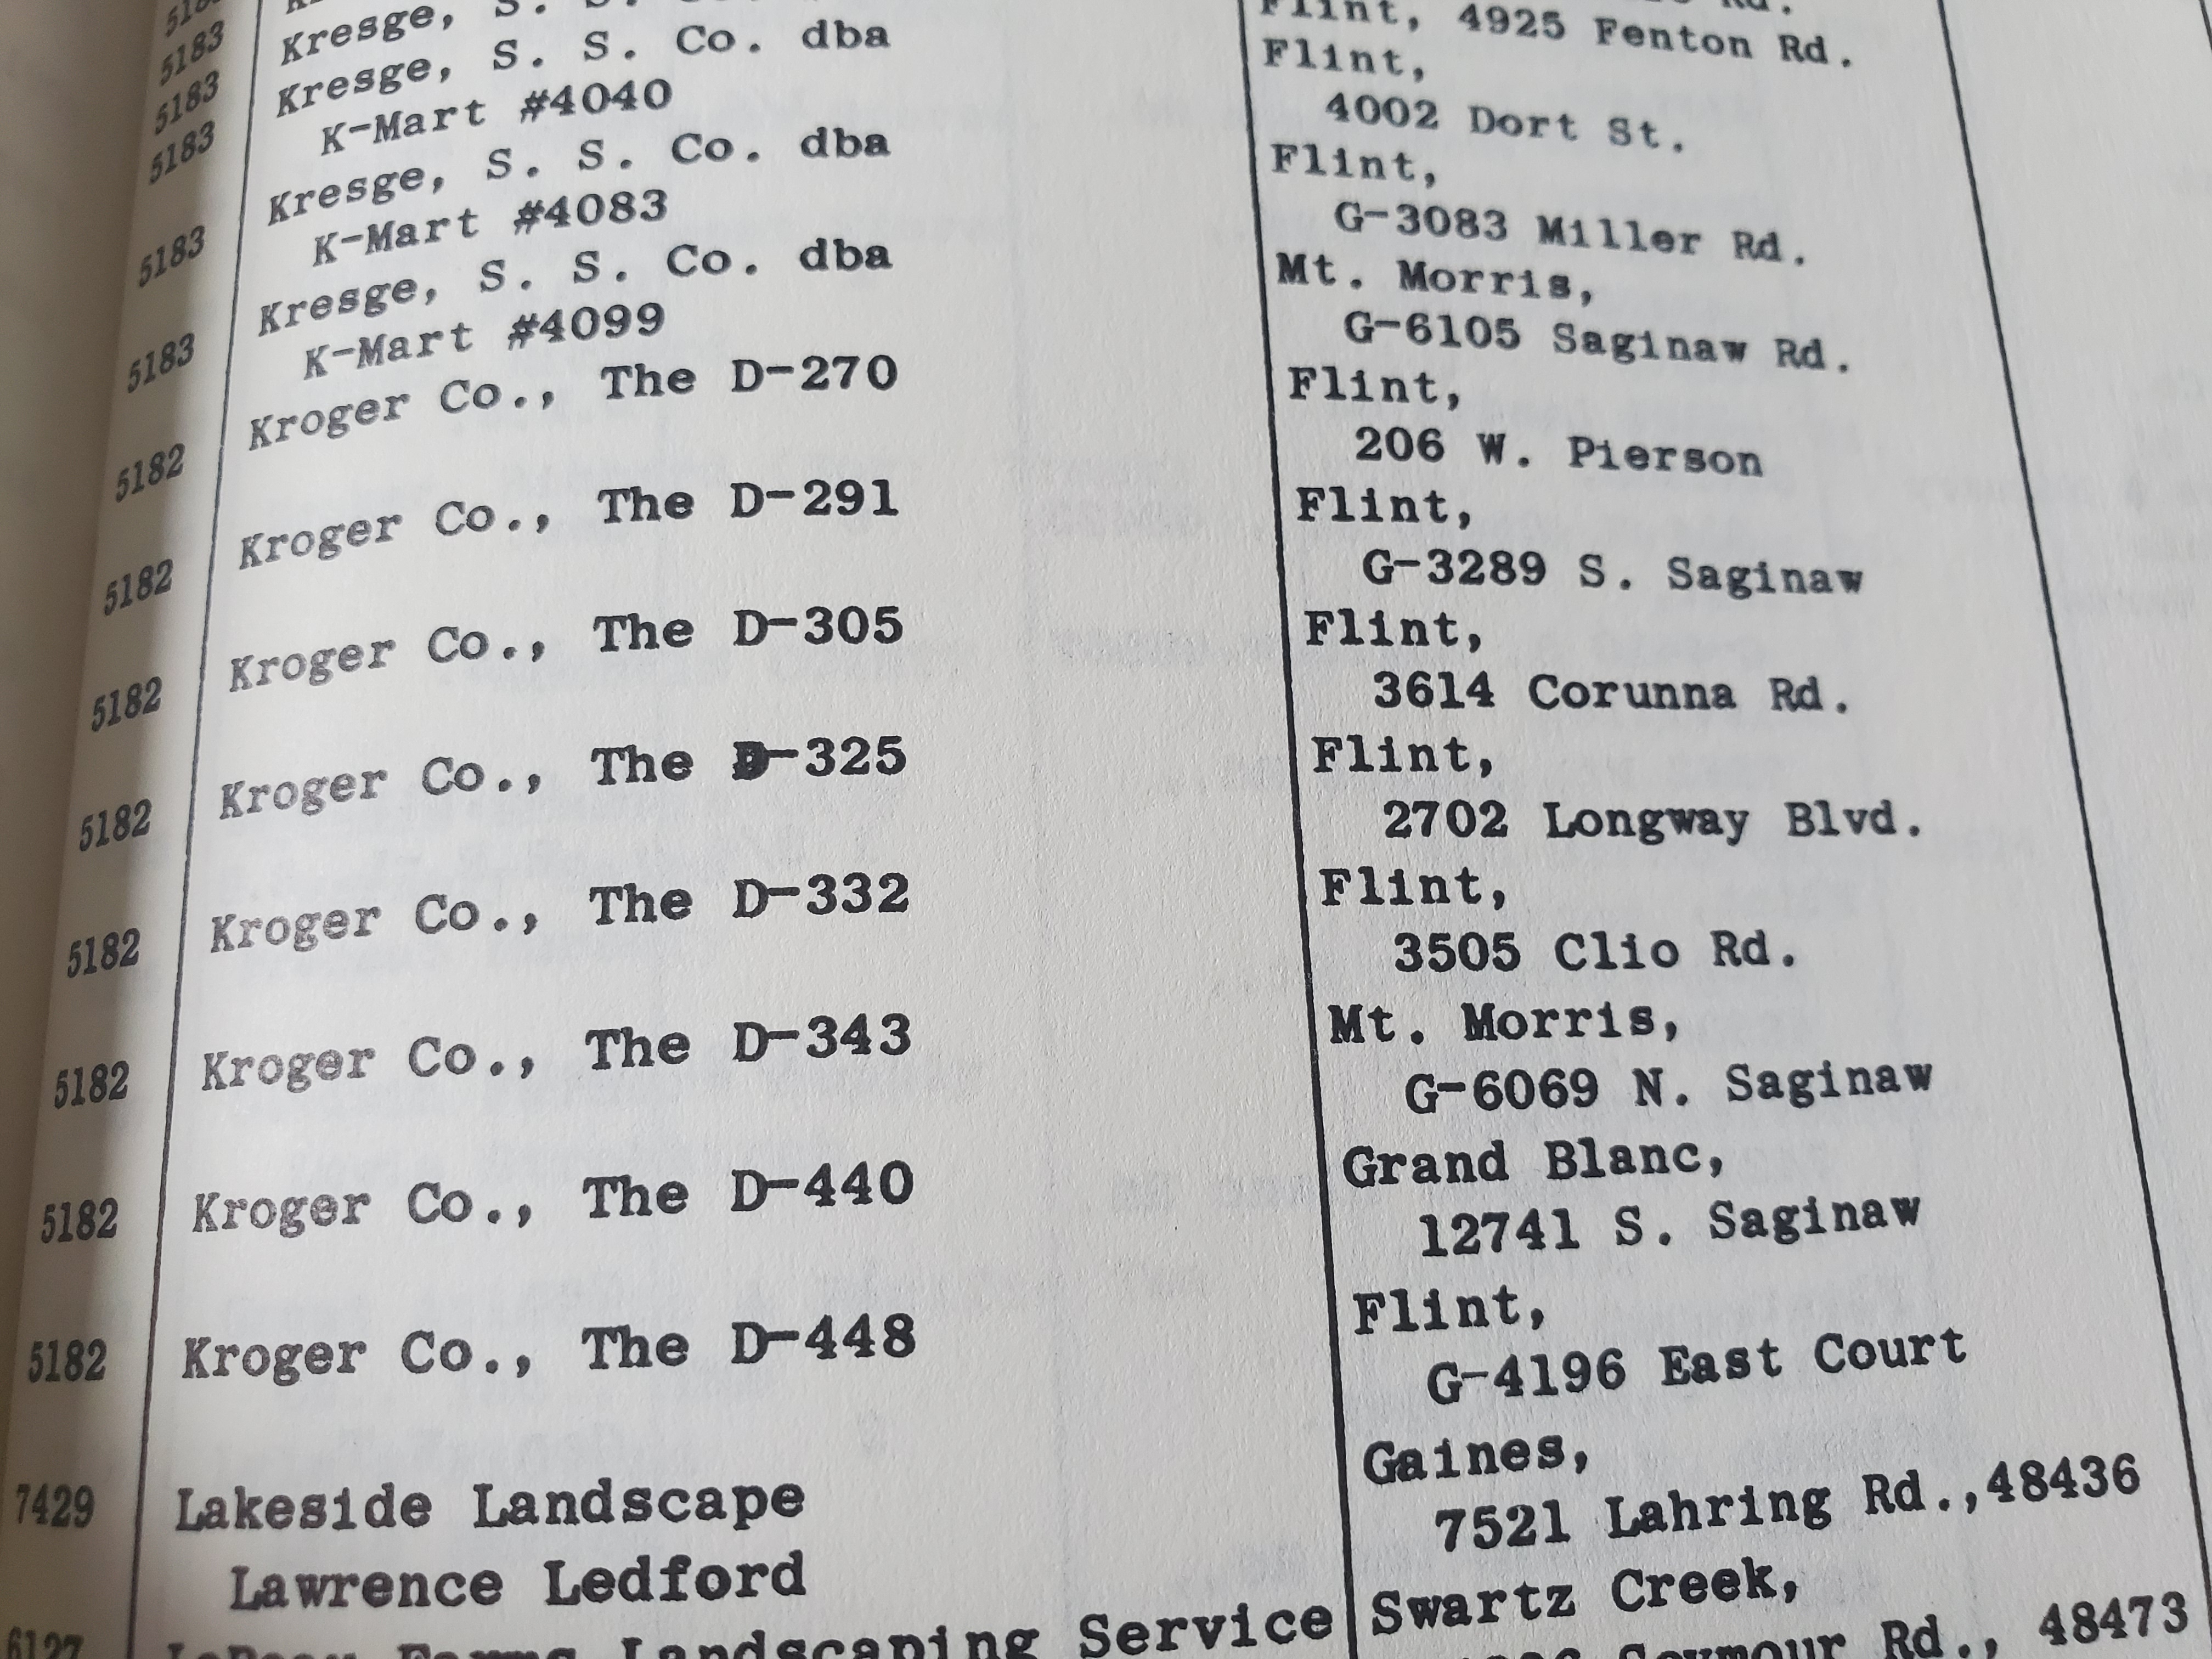 5183 Kresge, S. S. Flint, 4925 Fenton Rd.
5183 Kresge, S. S. Co. dba Flint,
K-Mart #4040 4002 Dort St.
5183 Kresge, S. S. Co. dba Flint,
K-Mart #4083 G-3083 Miller Rd.
5183 Kresge, S. S. Co. dba Mt. Morris,
K-Mart #4099 G-6105 Saginaw Rd.
5182 Kroger Co., The D-270 Flint,
206 W. Pierson
5182 Kroger Co., The D-291 Flint,
G-3289 S. Saginaw
5182 Kroger Co., The D-305 Flint,
3614 Corunna Rd.
5182 Kroger Co., The D-325 Flint,
2702 Longway Blvd.
5182 Kroger Co., The D-332 Flint,
3505 Clio Rd.
5182 Kroger Co., The D-343 Mt. Morris,
G-6069 N. Saginaw
5182 Kroger Co., The D-440 Grand Blanc,
12741 S. Saginaw
5182 Kroger Co., The D-448 Flint,
G-4196 East Court
7429 Lakeside Landscape Gaines,
Lawrence Ledford 7521 Lahring Rd.,48436
6127 Farms Landscaping Service Swartz Creek,
Seymour Rd., 48473